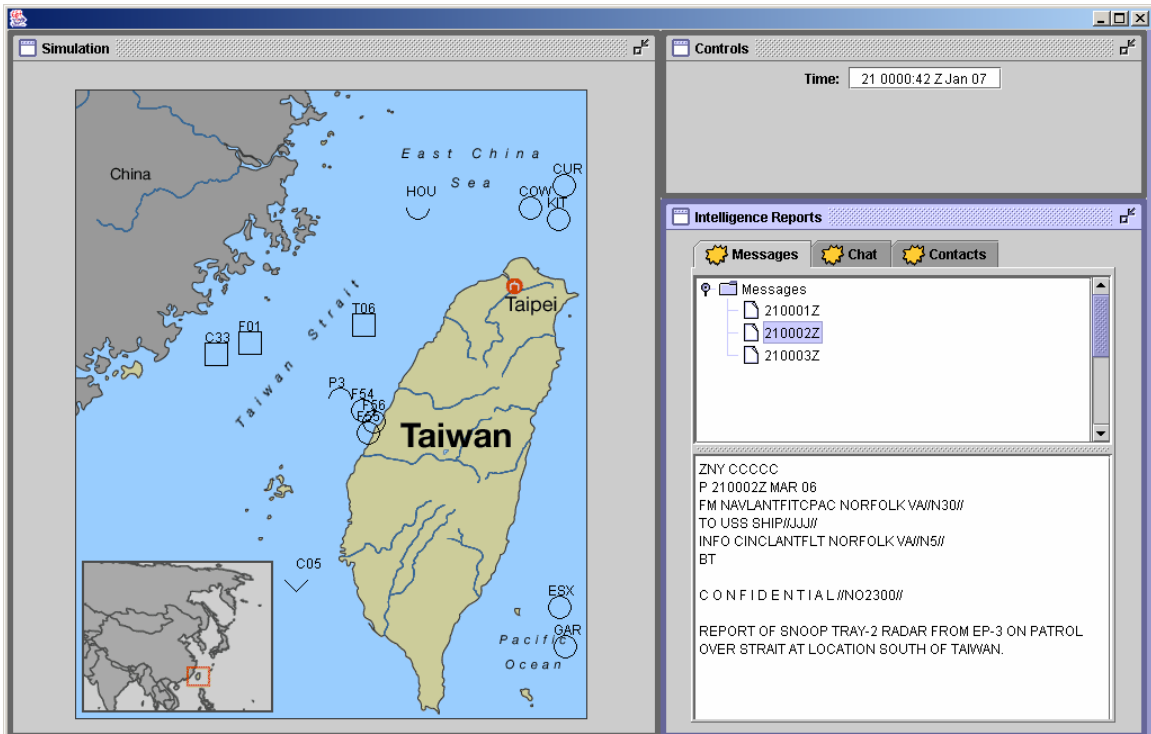 Simulation
China
East China
Sea
CUR
HOU
COW
KIT
Taipei
T06
F01
C33
Taiwan Strait
P3
F54
F56
F55
Taiwan
C05
ESX
GAR
Pacific
Ocean
Controls
Time: 21 0000:42 Z Jan 07
Intelligence Reports
Messages Chat Contacts
Messages
210001Z
210002Z
210003Z
ZNY CCCCC
P 210002Z MAR 06
FM NAVLANTFITCPAC NORFOLK VA//N30//
TO USS SHIP//JJJ//
INFO CINCLANTFLT NORFOLK VA//N5//
BT
C O N F I D E N T I A L //NO2300//
REPORT OF SNOOP TRAY-2 RADAR FROM EP-3 ON PATROL
OVER STRAIT AT LOCATION SOUTH OF TAIWAN.